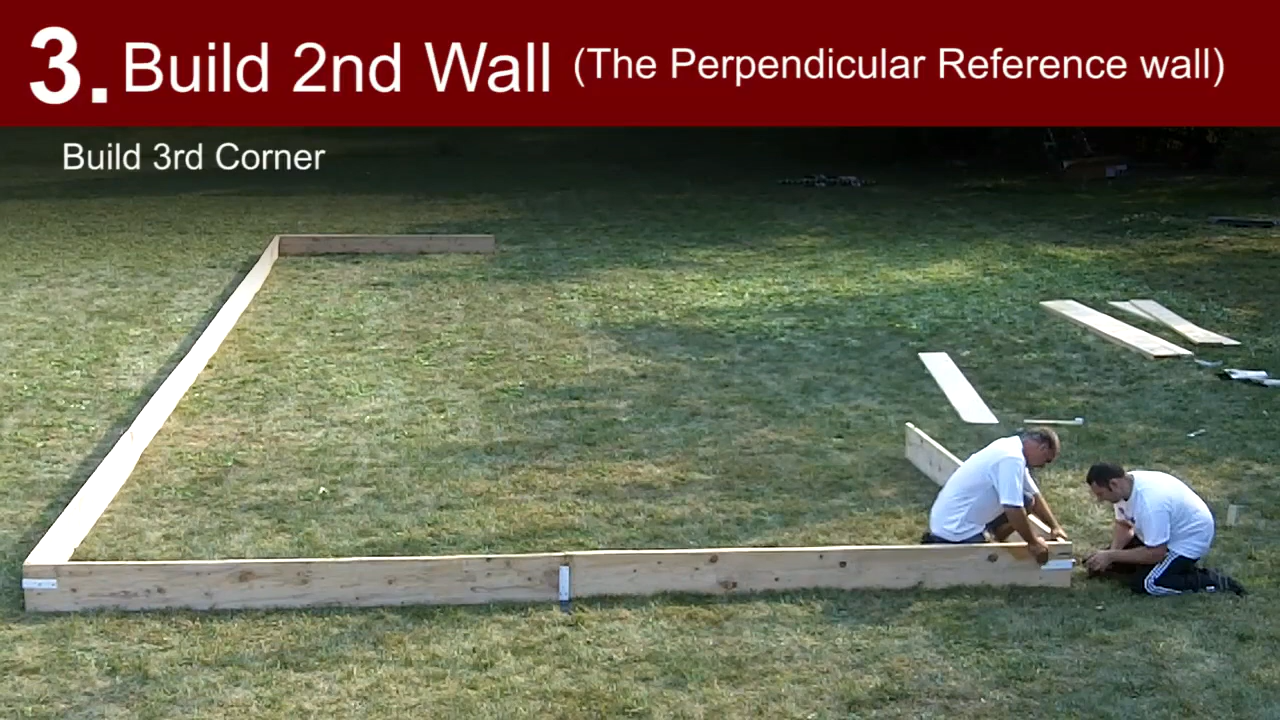 3. Build 2nd Wall (The Perpendicular Reference wall)
Build 3rd Corner